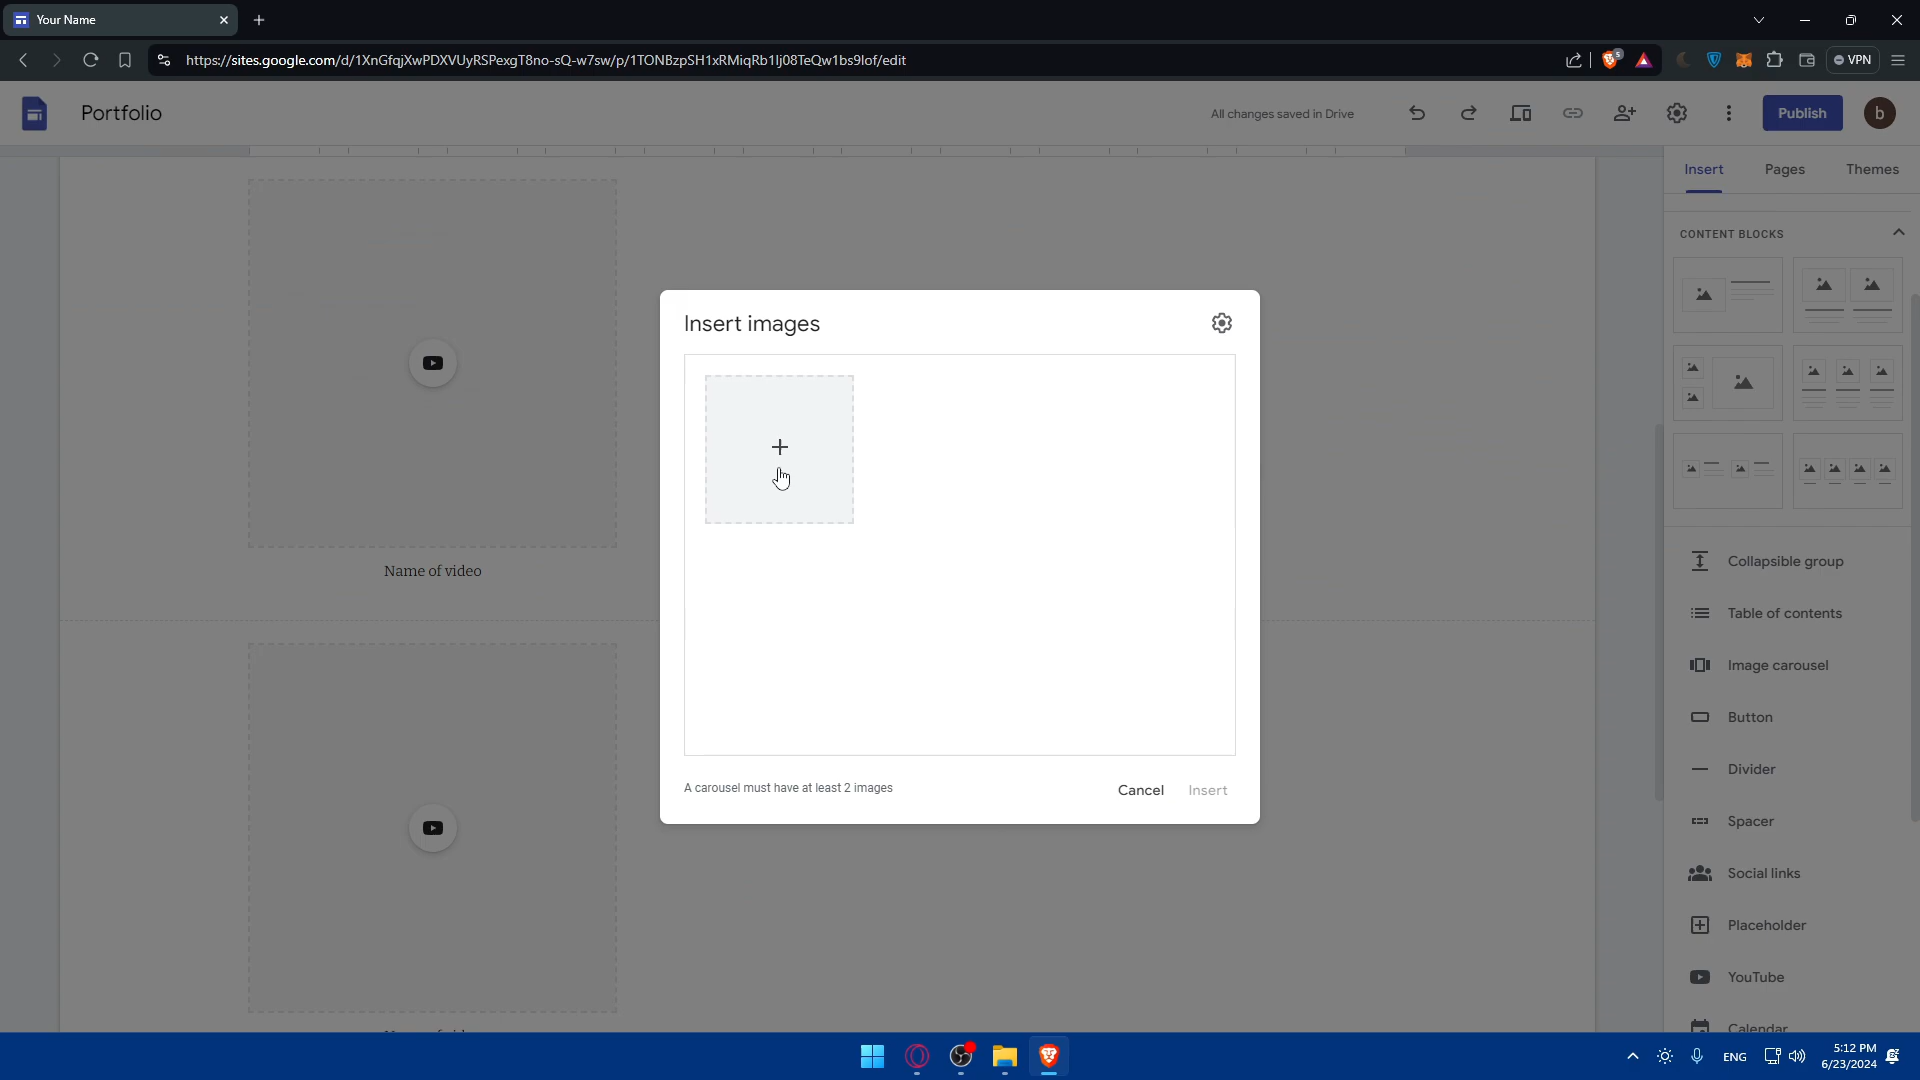 Your Name
https://sites.google.com/d/1XnGfqjXwPDXVUyRSPexgT8no-sQ-w7sw/p/1TONBzpSH1xRMiqRb1Ij08TeQw1bs9lof/edit
5
VPN
Portfolio
All changes saved in Drive
Publish
b
Insert
Pages
Themes
CONTENT BLOCKS
Insert images
Name of video
A carousel must have at least 2 images
Cancel
Insert
Collapsible group
Table of contents
Image carousel
Button
Divider
Spacer
Social links
Placeholder
YouTube
Calendar
ENG
5:12 PM
6/23/2024